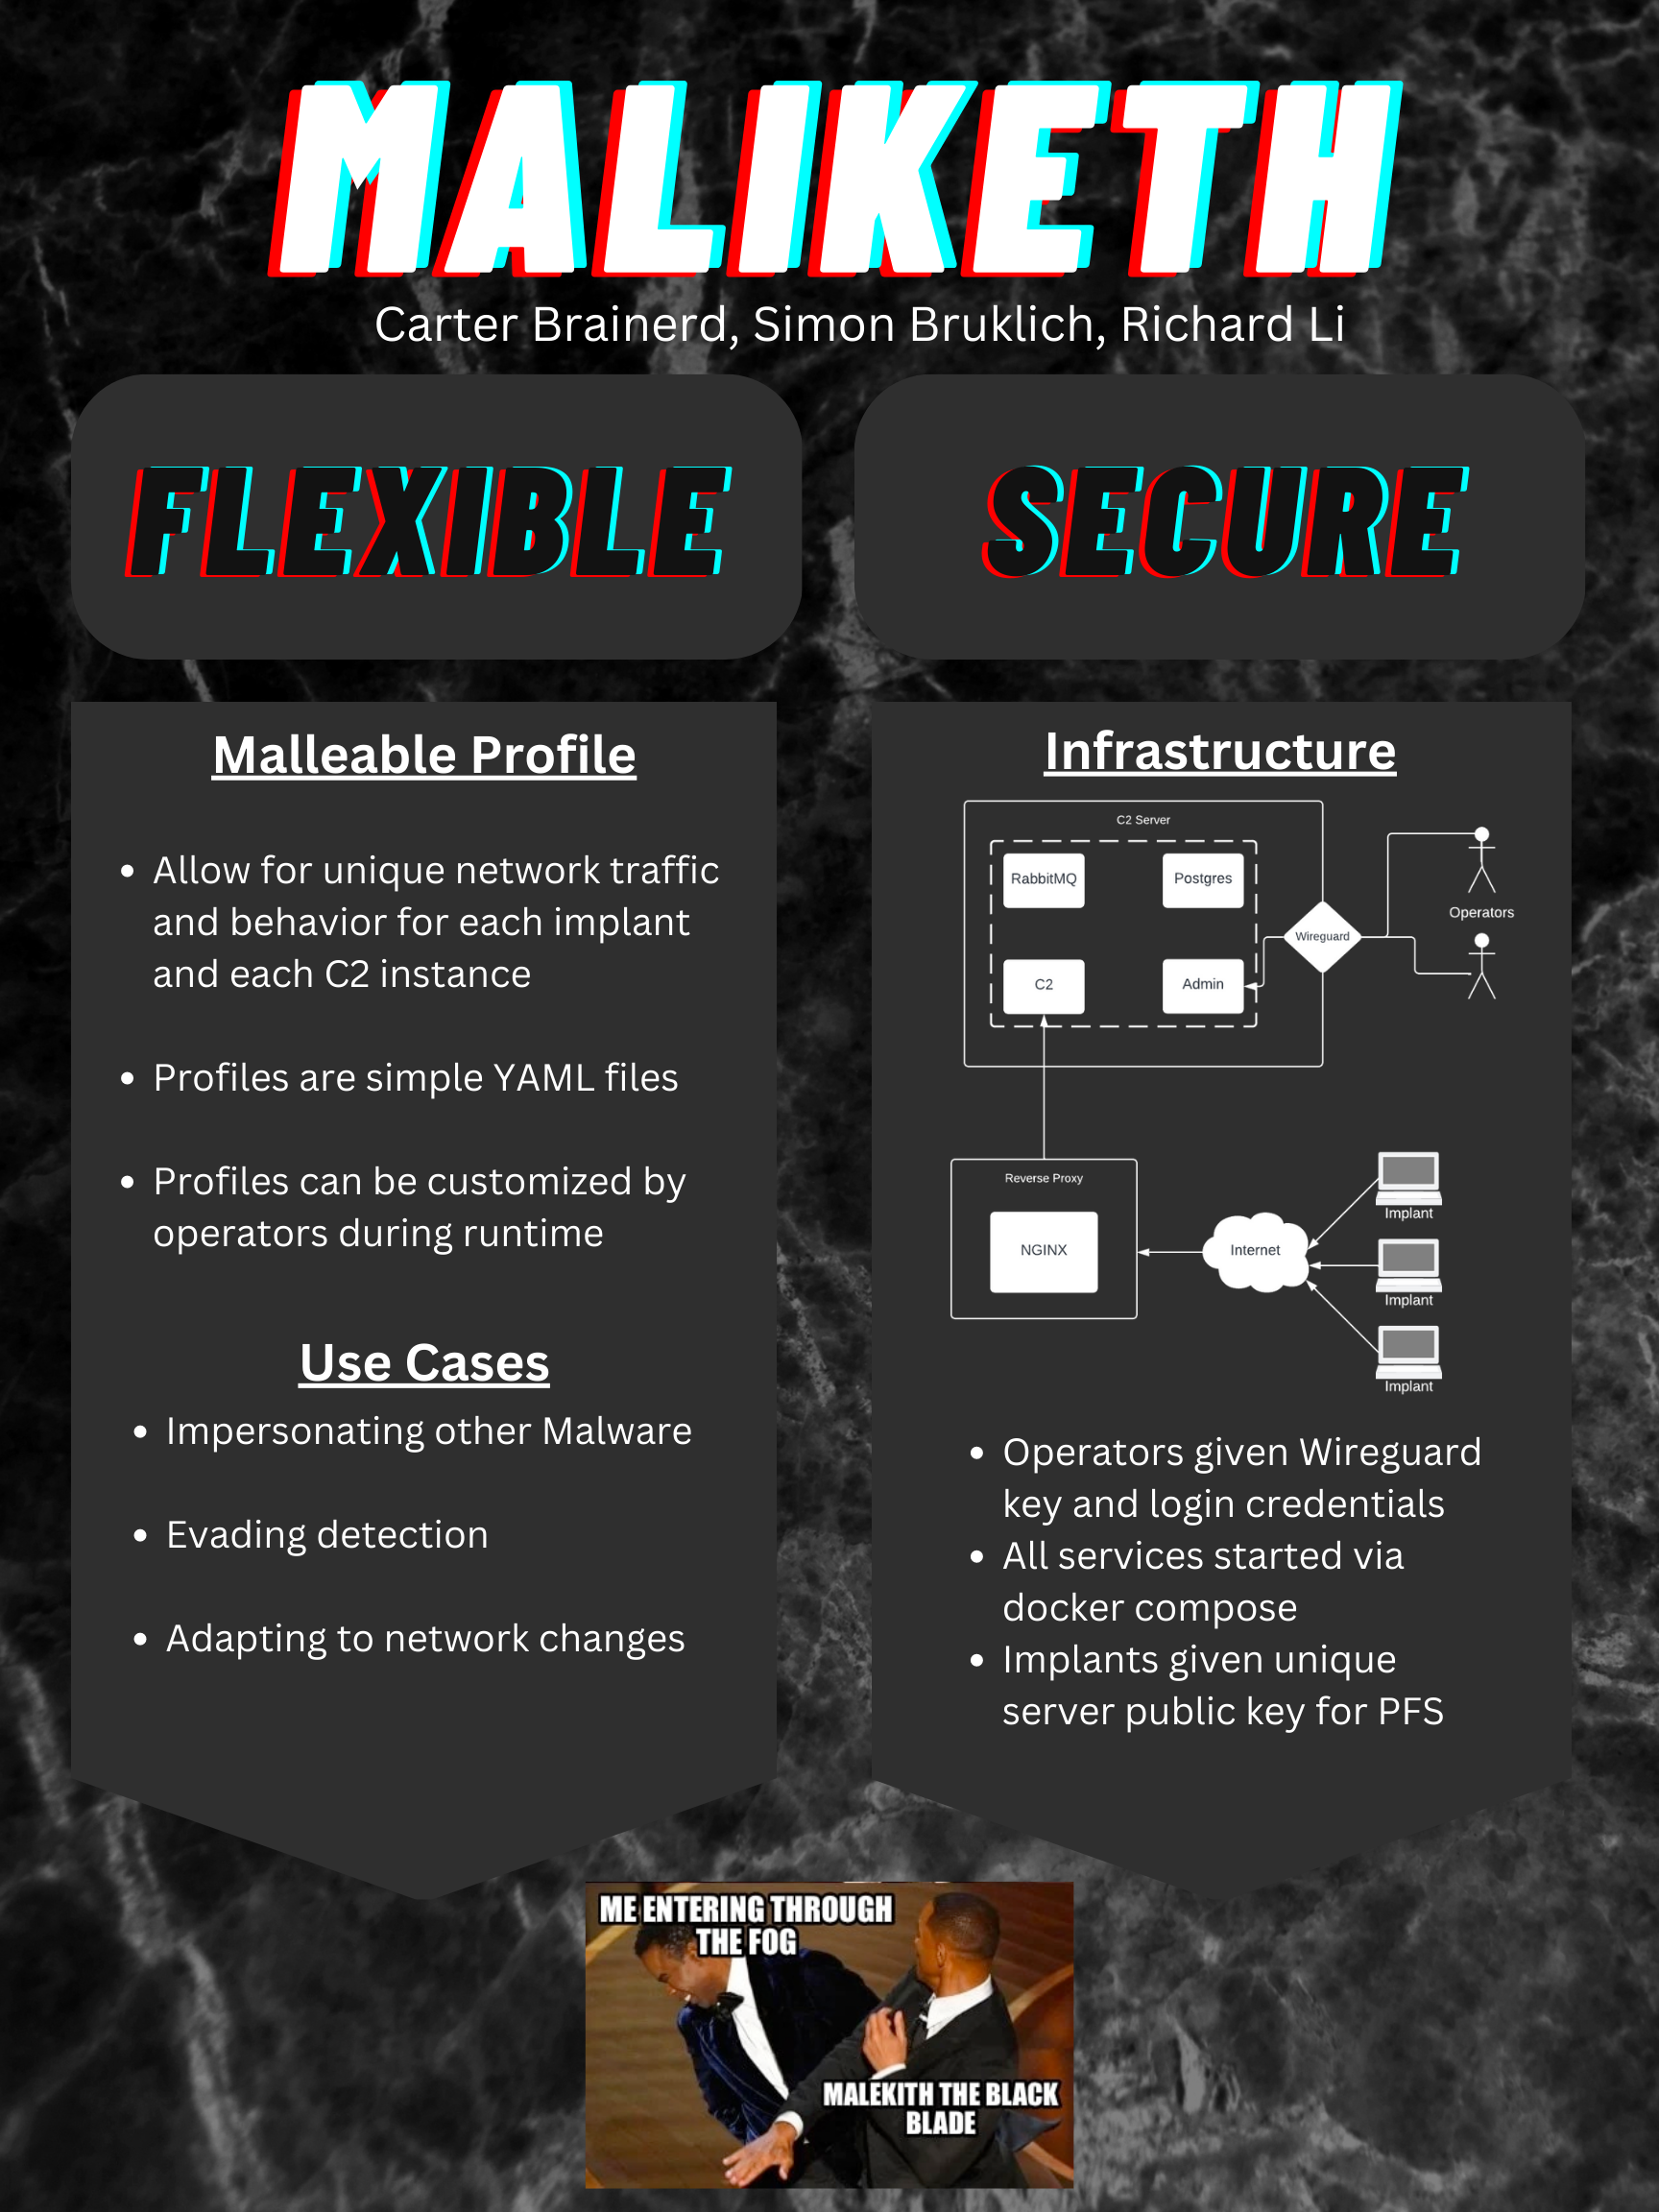 MALIKETH
Carter Brainerd, Simon Bruklich, Richard Li
FLEXIBLE
Malleable Profile
• Allow for unique network traffic
and behavior for each implant
and each C2 instance
• Profiles are simple YAML files
• Profiles can be customized by
operators during runtime
Use Cases
• Impersonating other Malware
• Evading detection
• Adapting to network changes
SECURE
Infrastructure
C2 Server
RabbitMQ
Postgres
C2
Admin
Wireguard
Operators
Reverse Proxy
NGINX
Internet
Implant
Implant
Implant
• Operators given Wireguard
key and login credentials
• All services started via
docker compose
• Implants given unique
server public key for PFS
ME ENTERING THROUGH
THE FOG
MALEKITH THE BLACK
BLADE